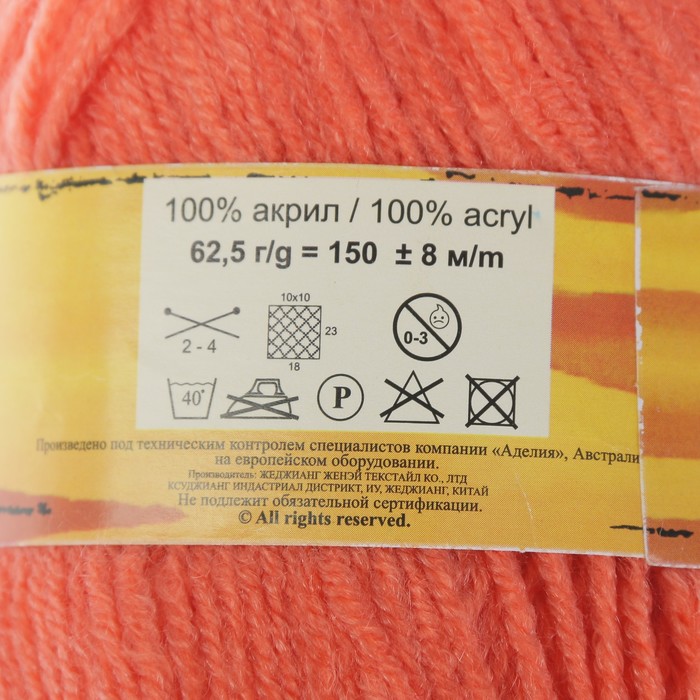 100% акрил / 100% acryl
62,5 г/g = 150 ± 8 м/m
10x10
23
18
2 - 4
0-3
40°
P
Произведено под техническим контролем специалистов компании «Аделия», Австрали
на европейском оборудовании.
Производитель: ЖЕДЖИАНГ ЖЕНЭЙ ТЕКСТАЙЛ КО., ЛТД
КСУДЖИАНГ ИНДАСТРИАЛ ДИСТРИКТ, ИУ, ЖЕДЖИАНГ, КИТАЙ
Не подлежит обязательной сертификации.
© All rights reserved.